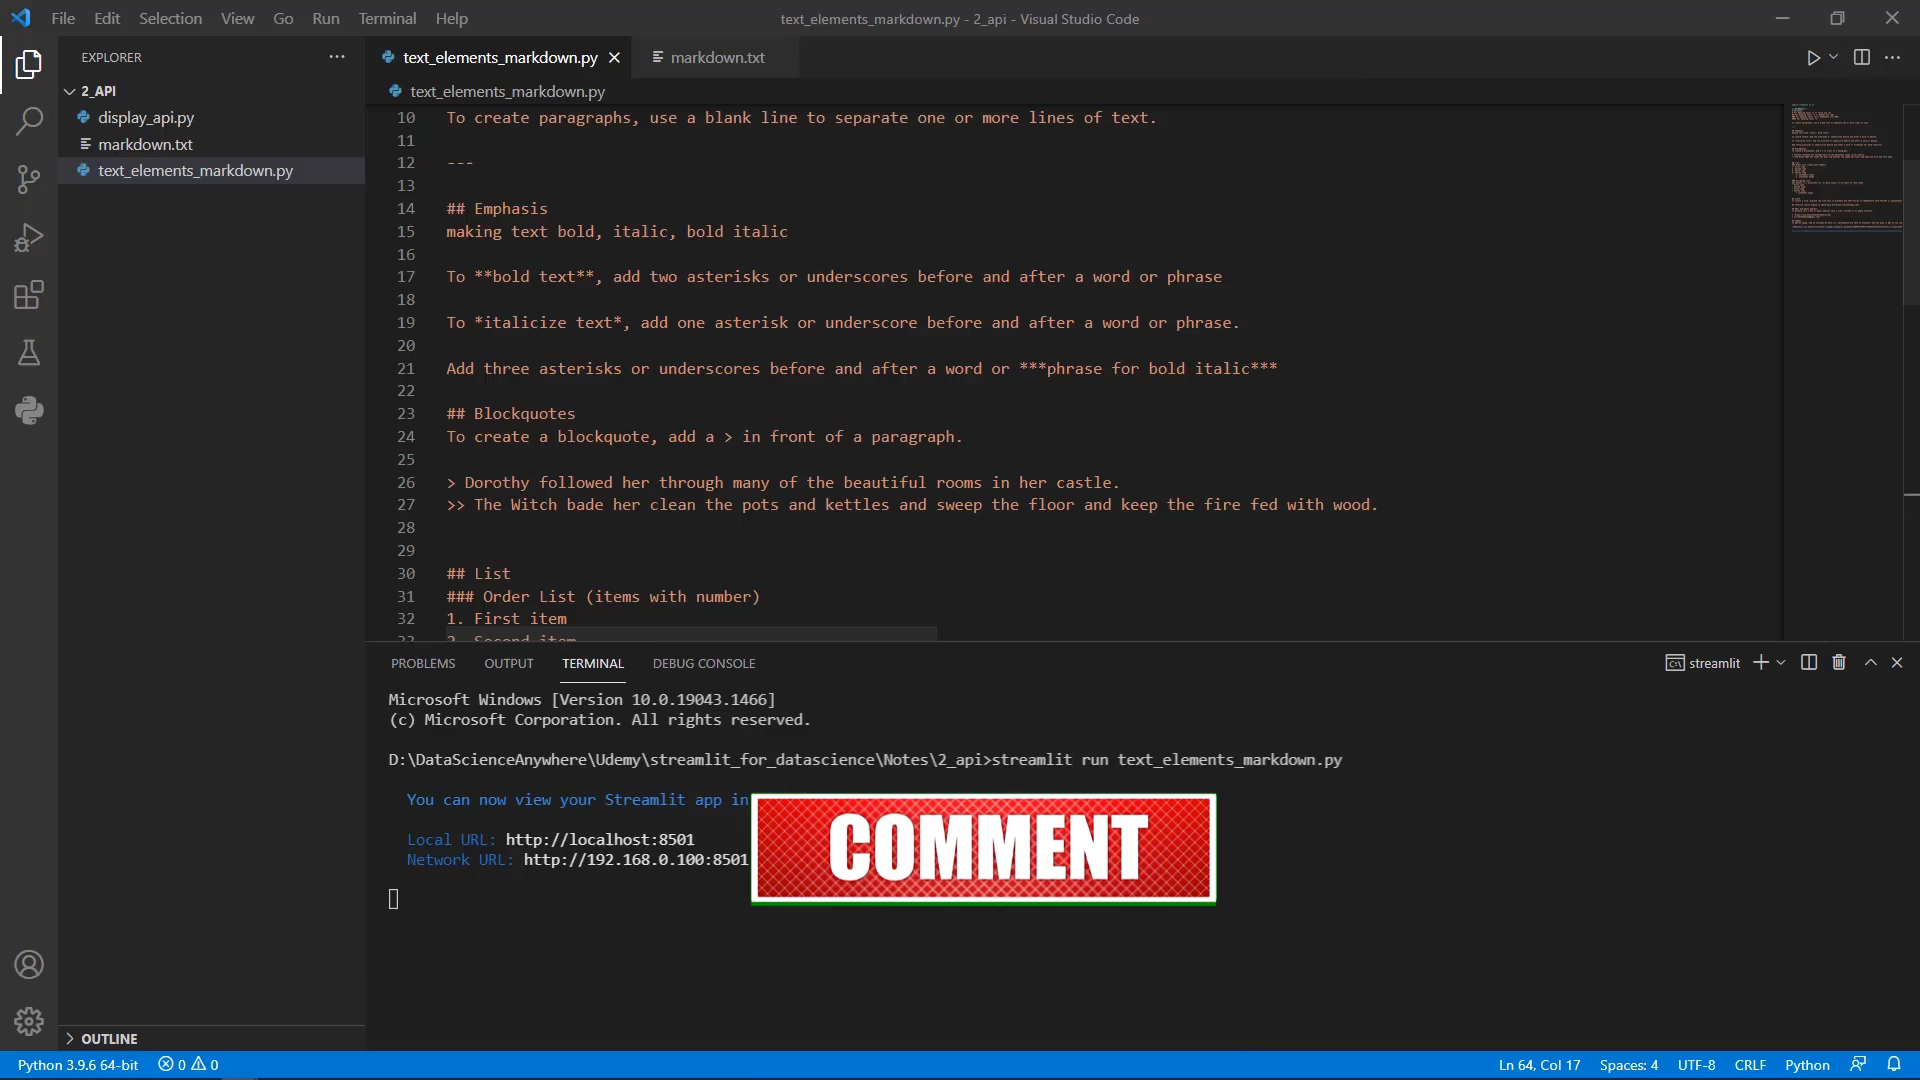 File Edit Selection View Go Run Terminal Help
text_elements_markdown.py - 2_api - Visual Studio Code
EXPLORER
2_API
display_api.py
markdown.txt
text_elements_markdown.py
text_elements_markdown.py
markdown.txt
text_elements_markdown.py
10 To create paragraphs, use a blank line to separate one or more lines of text.
11
12 ---
13
14 ## Emphasis
15 making text bold, italic, bold italic
16
17 To **bold text**, add two asterisks or underscores before and after a word or phrase
18
19 To *italicize text*, add one asterisk or underscore before and after a word or phrase.
20
21 Add three asterisks or underscores before and after a word or ***phrase for bold italic***
22
23 ## Blockquotes
24 To create a blockquote, add a > in front of a paragraph.
25
26 > Dorothy followed her through many of the beautiful rooms in her castle.
27 >> The Witch bade her clean the pots and kettles and sweep the floor and keep the fire fed with wood.
28
29
30 ## List
31 ### Order List (items with number)
32 1. First item
33 2. Second item
PROBLEMS OUTPUT TERMINAL DEBUG CONSOLE
streamlit
Microsoft Windows [Version 10.0.19043.1466]
(c) Microsoft Corporation. All rights reserved.
D:\DataScienceAnywhere\Udemy\streamlit_for_datascience\Notes\2_api>streamlit run text_elements_markdown.py
You can now view your Streamlit app in
Local URL: http://localhost:8501
Network URL: http://192.168.0.100:8501
COMMENT
OUTLINE
Python 3.9.6 64-bit 0 0
Ln 64, Col 17 Spaces: 4 UTF-8 CRLF Python